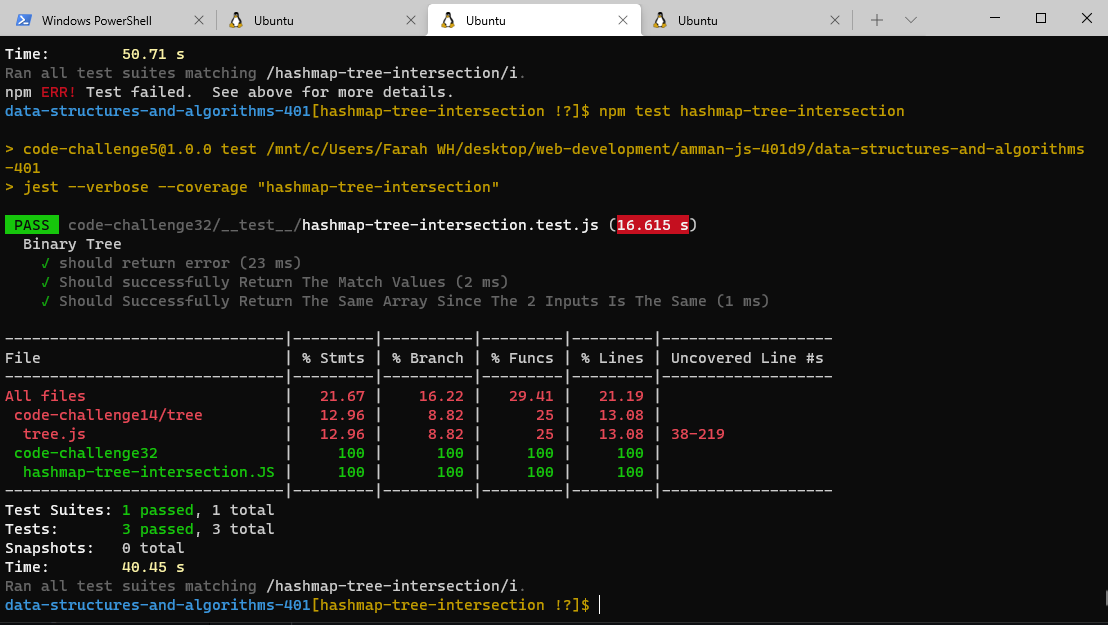 Windows PowerShell Ubuntu Ubuntu Ubuntu
Time: 50.71 s
Ran all test suites matching /hashmap-tree-intersection/i.
npm ERR! Test failed. See above for more details.
data-structures-and-algorithms-401[hashmap-tree-intersection !?]$ npm test hashmap-tree-intersection
> code-challenge5@1.0.0 test /mnt/c/Users/Farah WH/desktop/web-development/amman-js-401d9/data-structures-and-algorithms
-401
> jest --verbose --coverage "hashmap-tree-intersection"
PASS code-challenge32/__test__/hashmap-tree-intersection.test.js (16.615 s)
Binary Tree
√ should return error (23 ms)
√ Should successfully Return The Match Values (2 ms)
√ Should Successfully Return The Same Array Since The 2 Inputs Is The Same (1 ms)
-------------------------------|---------|----------|---------|---------|-------------------
File | % Stmts | % Branch | % Funcs | % Lines | Uncovered Line #s
-------------------------------|---------|----------|---------|---------|-------------------
All files | 21.67 | 16.22 | 29.41 | 21.19 |
code-challenge14/tree | 12.96 | 8.82 | 25 | 13.08 |
tree.js | 12.96 | 8.82 | 25 | 13.08 | 38-219
code-challenge32 | 100 | 100 | 100 | 100 |
hashmap-tree-intersection.JS | 100 | 100 | 100 | 100 |
-------------------------------|---------|----------|---------|---------|-------------------
Test Suites: 1 passed, 1 total
Tests: 3 passed, 3 total
Snapshots: 0 total
Time: 40.45 s
Ran all test suites matching /hashmap-tree-intersection/i.
data-structures-and-algorithms-401[hashmap-tree-intersection !?]$